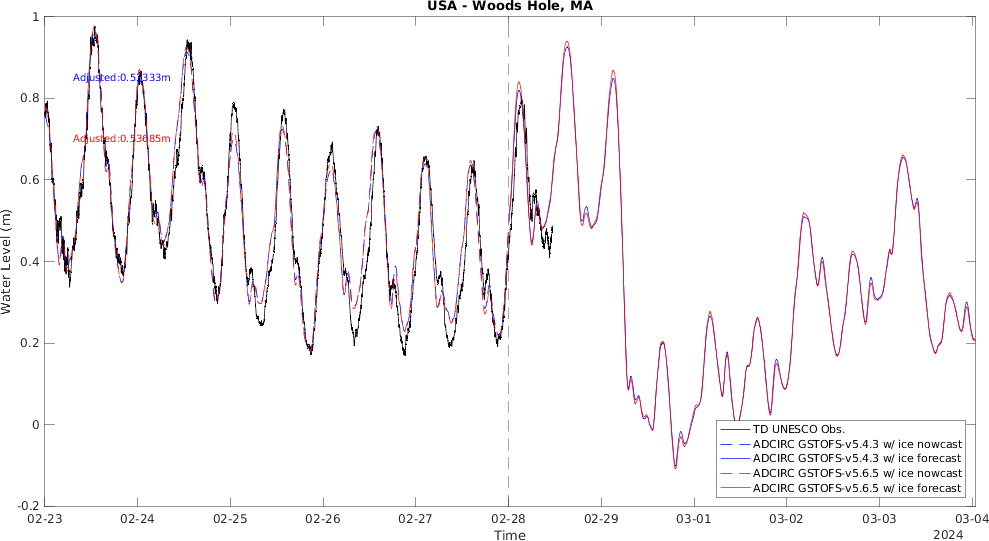 USA - Woods Hole, MA
1
0.8
0.6
0.4
0.2
0
-0.2
Water Level (m)
Adjusted:0.52333m
Adjusted:0.53685m
TD UNESCO Obs.
ADCIRC GSTOFS-v5.4.3 w/ ice nowcast
ADCIRC GSTOFS-v5.4.3 w/ ice forecast
ADCIRC GSTOFS-v5.6.5 w/ ice nowcast
ADCIRC GSTOFS-v5.6.5 w/ ice forecast
02-23 02-24 02-25 02-26 02-27 02-28 02-29 03-01 03-02 03-03 03-04
Time
2024